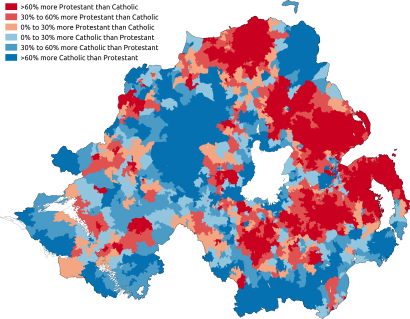 >60% more Protestant than Catholic
30% to 60% more Protestant than Catholic
0% to 30% more Protestant than Catholic
0% to 30% more Catholic than Protestant
30% to 60% more Catholic than Protestant
>60% more Catholic than Protestant